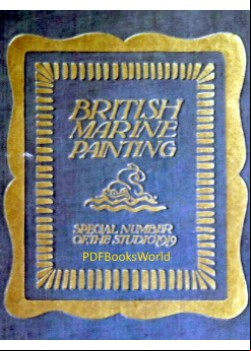 BRITISH
MARINE
PAINTING
SPECIAL NUMBER
OF THE STUDIO 1919
PDFBooksWorld